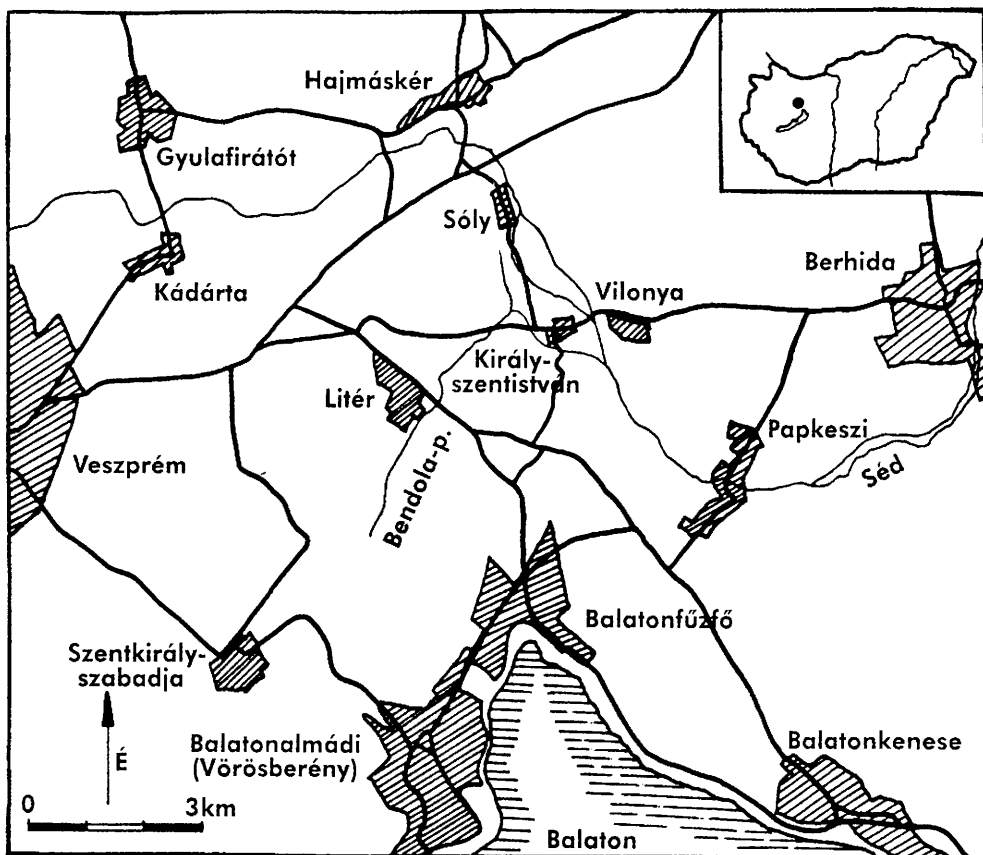 Hajmáskér
Gyulafirátót
Sóly
Berhida
Kádárta
Vilonya
Király-
szentistván
Litér
Papkeszi
Veszprém
Séd
Bendola-p.
Balatonfűzfő
Szentkirály-
szabadja
Balatonalmádi
(Vörösberény)
Balatonkenese
É
0 3km
Balaton